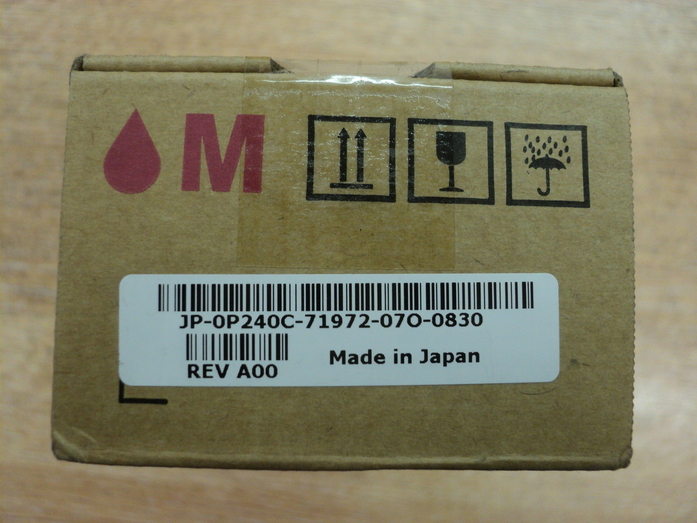 M
JP-0P240C-71972-07O-0830
REV A00
Made in Japan